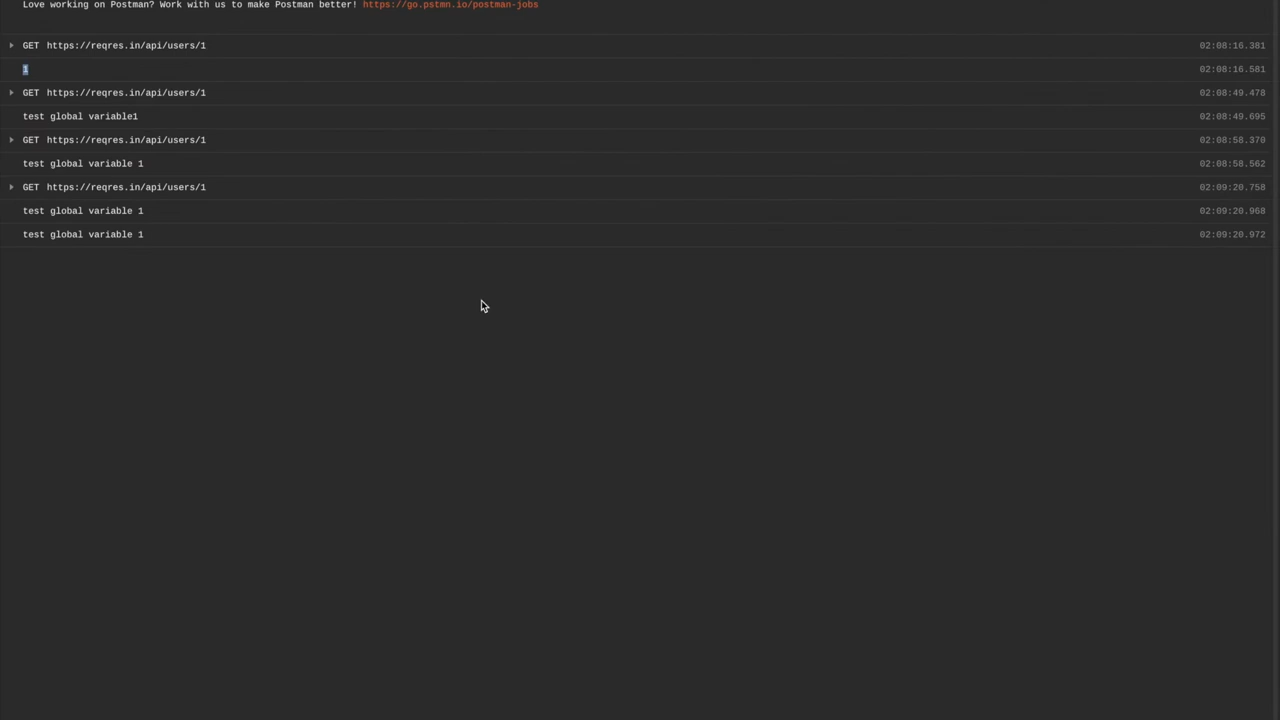 Love working on Postman? Work with us to make Postman better! https://go.pstmn.io/postman-jobs
GET https://reqres.in/api/users/1 02:08:16.381
1 02:08:16.581
GET https://reqres.in/api/users/1 02:08:49.478
test global variable1 02:08:49.695
GET https://reqres.in/api/users/1 02:08:58.370
test global variable 1 02:08:58.562
GET https://reqres.in/api/users/1 02:09:20.758
test global variable 1 02:09:20.968
test global variable 1 02:09:20.972